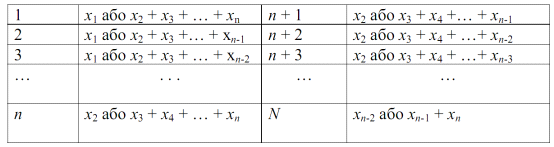 1 x₁ або x₂ + x₃ + … + xₙ n + 1 x₂ або x₃ + x₄ +… + xₙ₋₁
2 x₁ або x₂ + x₃ +… + xₙ₋₁ n + 2 x₂ або x₃ + x₄ + …+ xₙ₋₂
3 x₁ або x₂ + x₃ + … + xₙ₋₂ n + 3 x₂ або x₃ + x₄ + …+ xₙ₋₃
… . . . … …
n x₂ або x₃ + x₄ + … + xₙ N xₙ₋₂ або xₙ₋₁ + xₙ